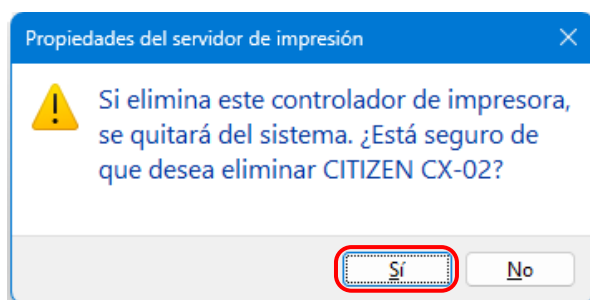 Propiedades del servidor de impresión
Si elimina este controlador de impresora,
se quitará del sistema. ¿Está seguro de
que desea eliminar CITIZEN CX-02?
Sí No